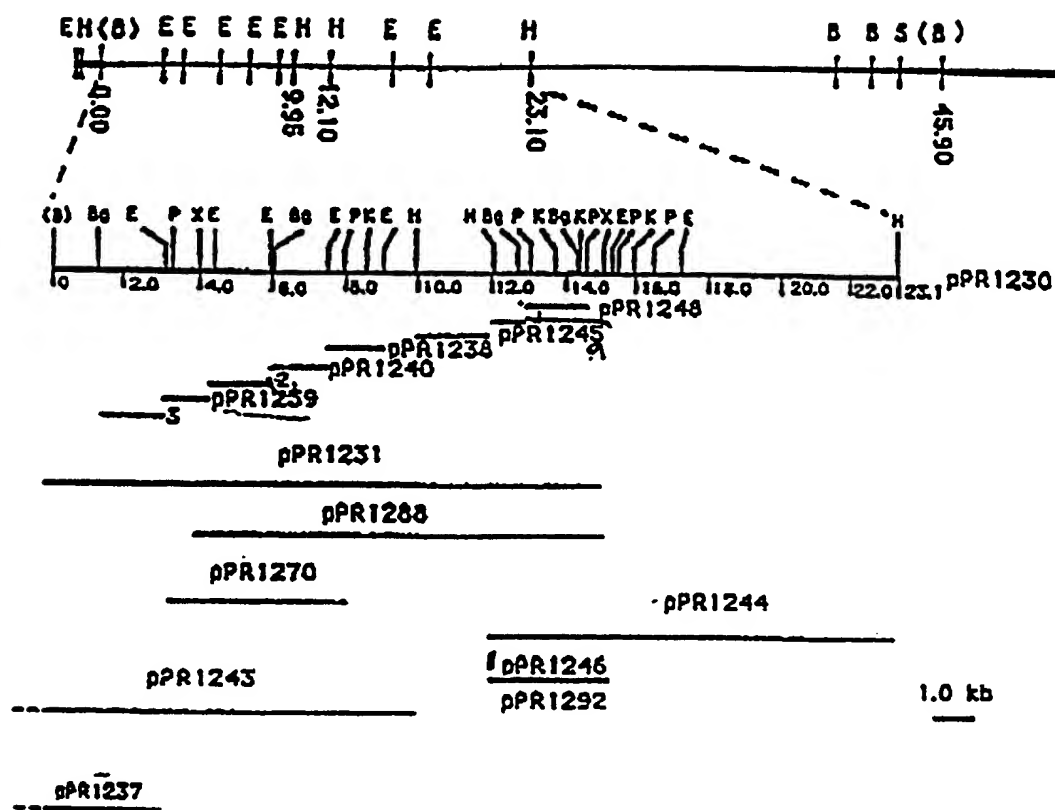 E H (B) E E E E E H H E E H B B S (B)
0.00 9.95 12.10 23.10 45.90
(B) Bg E P X E E Bg E P K E H H Bg P K Bg K P X E P K P E H
0 2.0 4.0 6.0 8.0 10.0 12.0 14.0 16.0 18.0 20.0 22.0 23.1 pPR1230
pPR1248
pPR1245
pPR1238
pPR1240
2.
pPR1239
3
pPR1231
pPR1288
pPR1270
pPR1244
pPR1246
pPR1243
pPR1292
1.0 kb
pPR1237